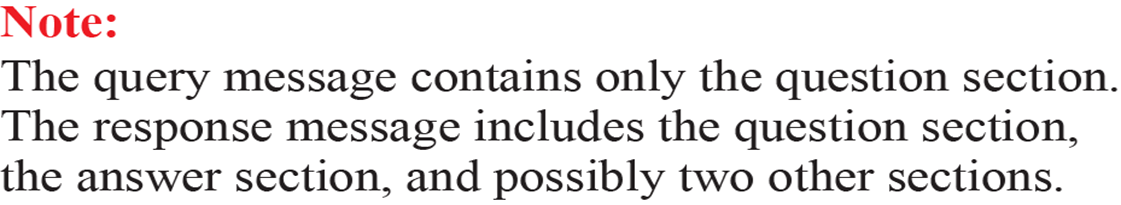 Note:
The query message contains only the question section.
The response message includes the question section,
the answer section, and possibly two other sections.